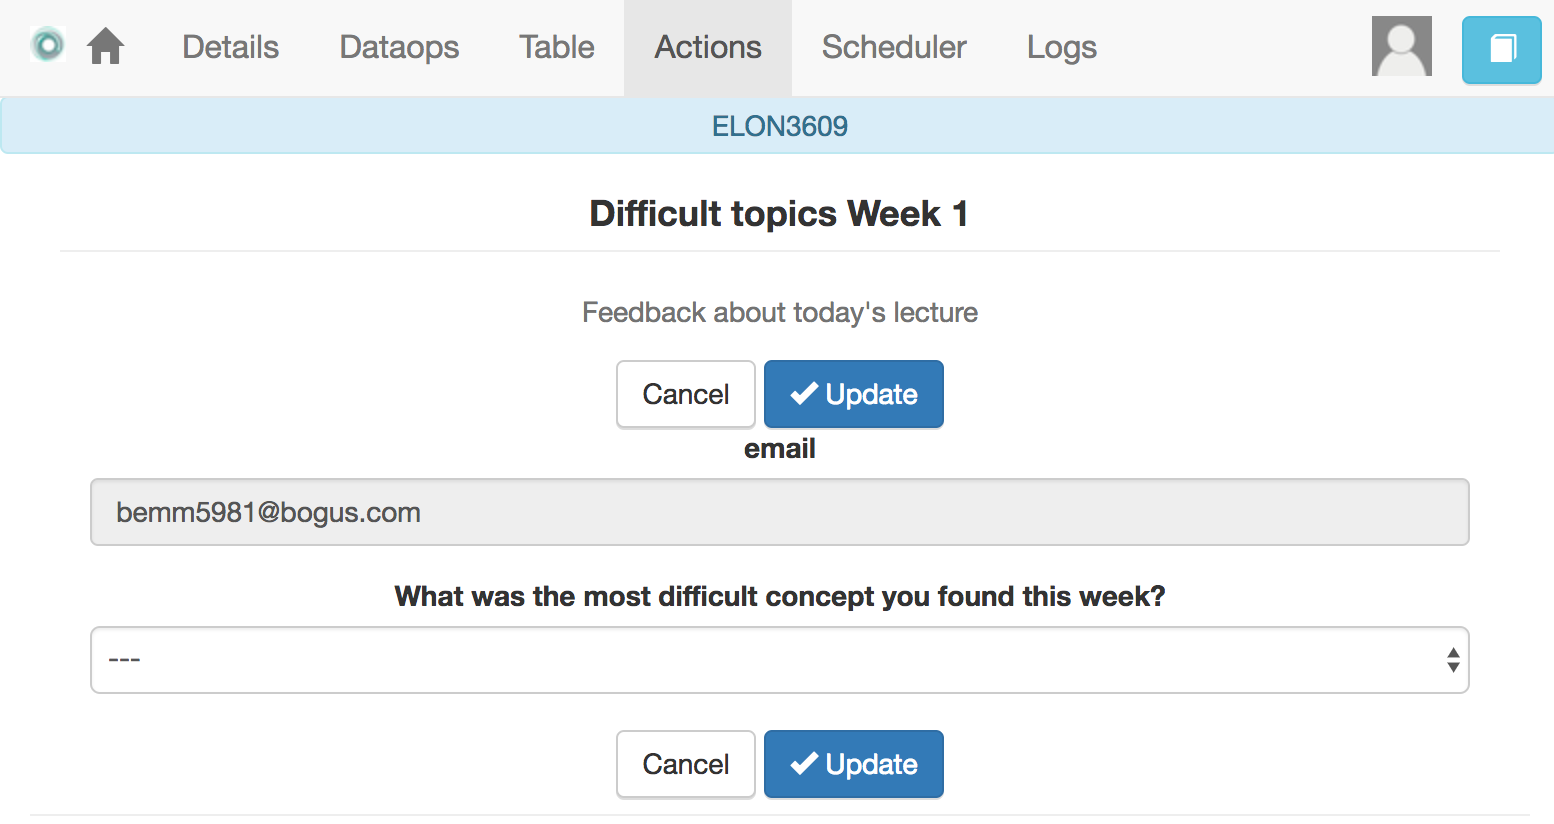 Details Dataops Table Actions Scheduler Logs
ELON3609
Difficult topics Week 1
Feedback about today's lecture
Cancel Update
email
bemm5981@bogus.com
What was the most difficult concept you found this week?
---
Cancel Update